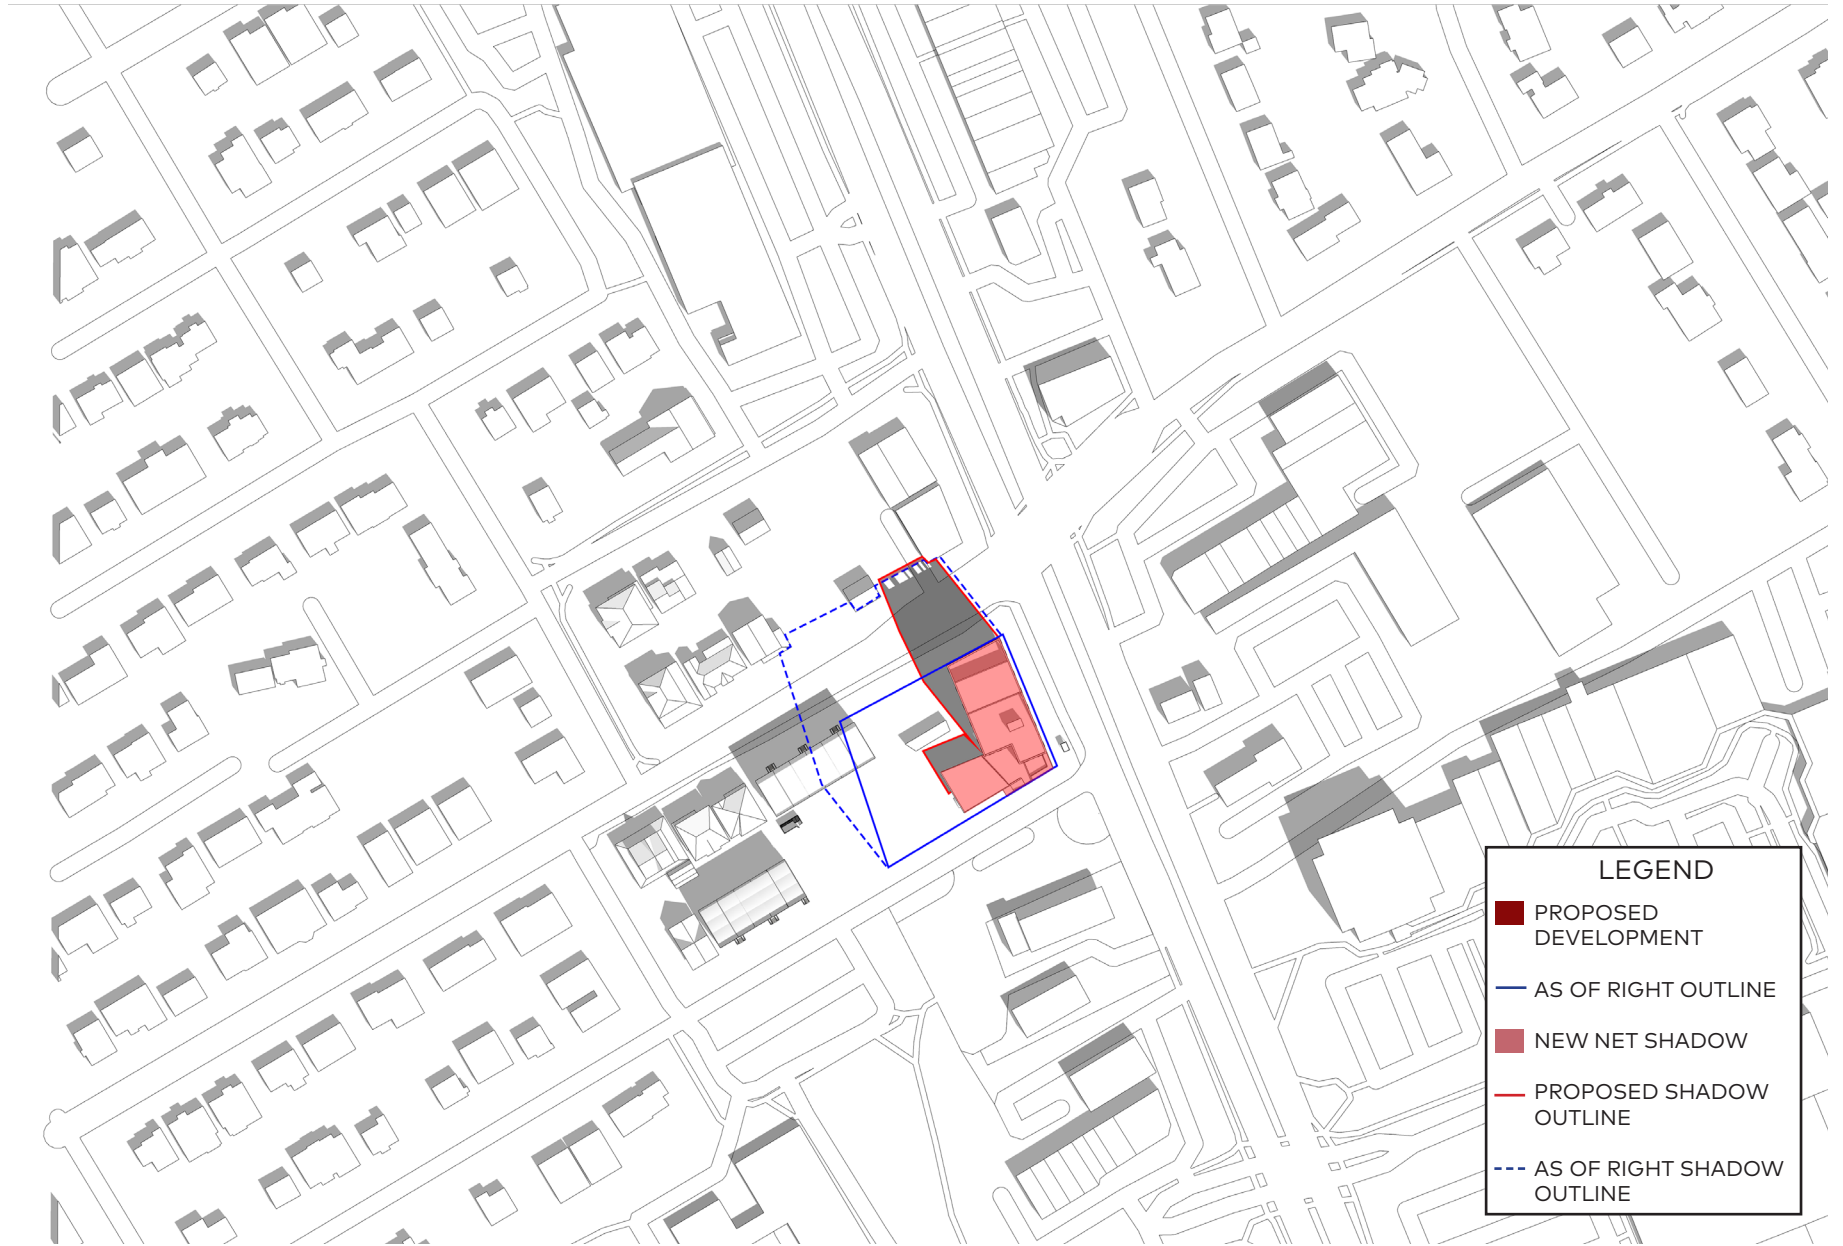 LEGEND
PROPOSED
DEVELOPMENT
AS OF RIGHT OUTLINE
NEW NET SHADOW
PROPOSED SHADOW
OUTLINE
AS OF RIGHT SHADOW
OUTLINE